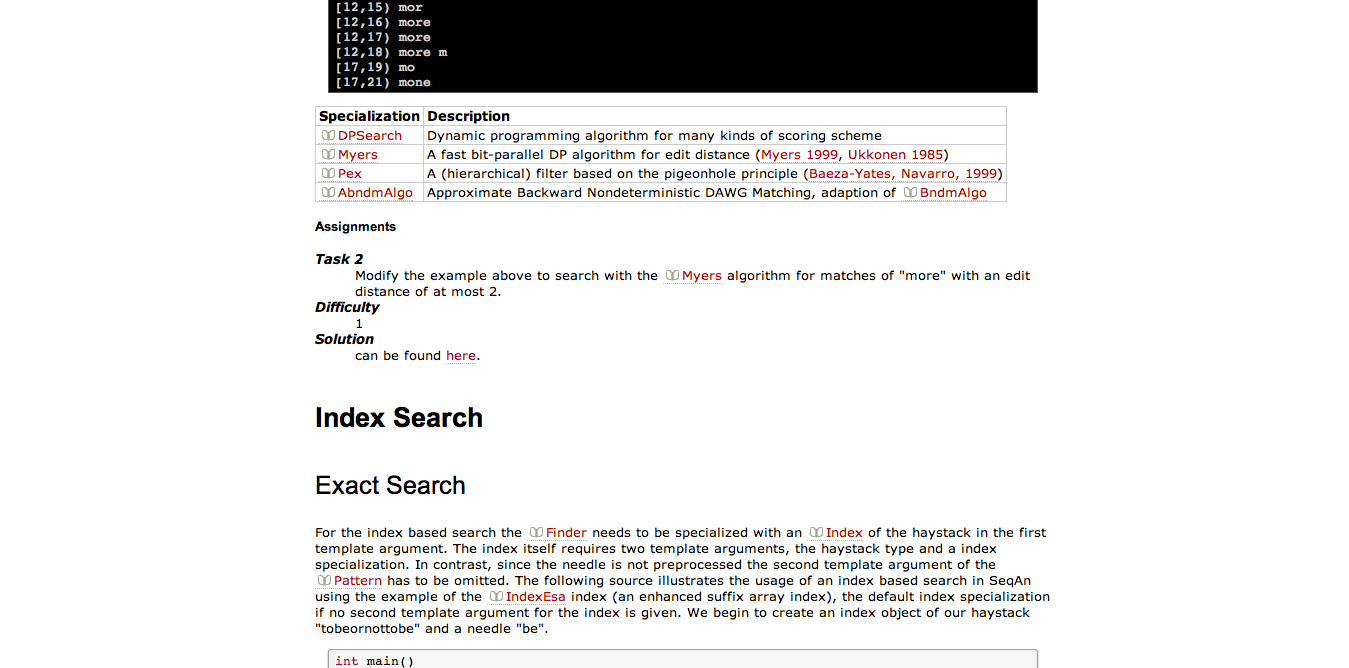 [12,15) mor
[12,16) more
[12,17) more
[12,18) more m
[17,19) mo
[17,21) mone
Specialization Description
DPSearch Dynamic programming algorithm for many kinds of scoring scheme
Myers A fast bit-parallel DP algorithm for edit distance (Myers 1999, Ukkonen 1985)
Pex A (hierarchical) filter based on the pigeonhole principle (Baeza-Yates, Navarro, 1999)
AbndmAlgo Approximate Backward Nondeterministic DAWG Matching, adaption of BndmAlgo
Assignments
Task 2
Modify the example above to search with the Myers algorithm for matches of "more" with an edit
distance of at most 2.
Difficulty
1
Solution
can be found here.
Index Search
Exact Search
For the index based search the Finder needs to be specialized with an Index of the haystack in the first
template argument. The index itself requires two template arguments, the haystack type and a index
specialization. In contrast, since the needle is not preprocessed the second template argument of the
Pattern has to be omitted. The following source illustrates the usage of an index based search in SeqAn
using the example of the IndexEsa index (an enhanced suffix array index), the default index specialization
if no second template argument for the index is given. We begin to create an index object of our haystack
"tobeornottobe" and a needle "be".
int main()